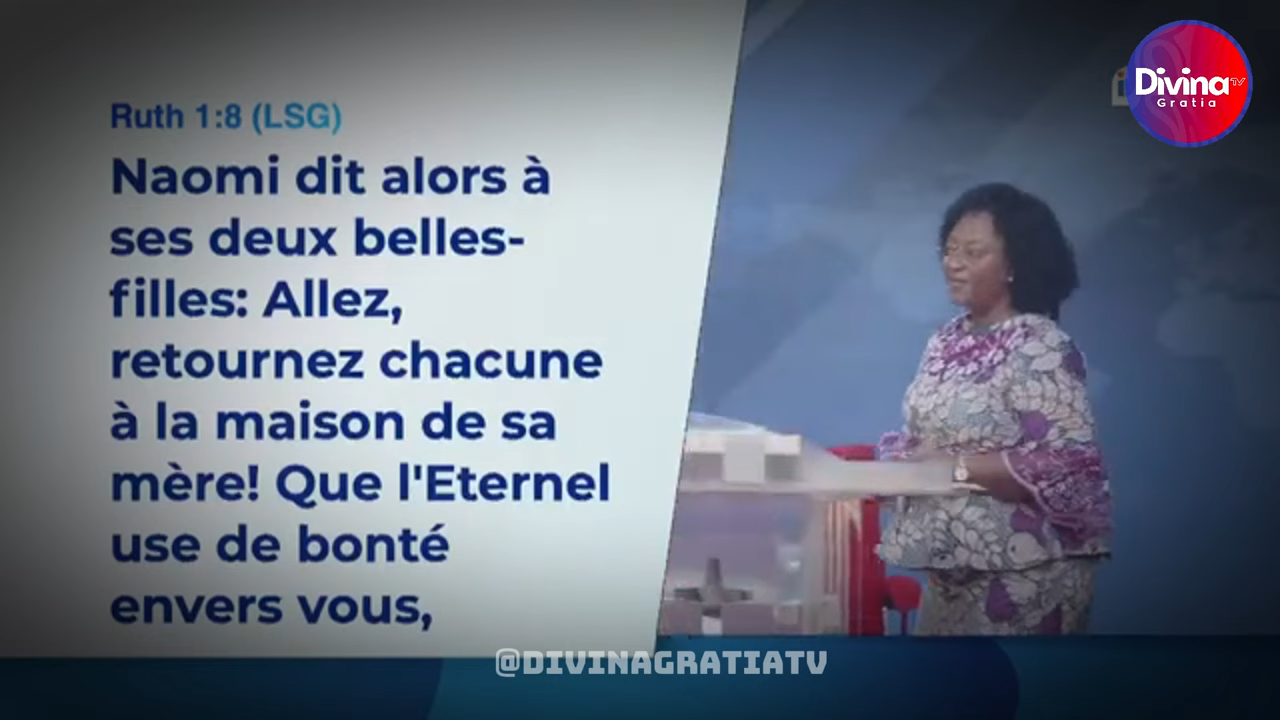 Ruth 1:8 (LSG)
Naomi dit alors à
ses deux belles-
filles: Allez,
retournez chacune
à la maison de sa
mère! Que l'Eternel
use de bonté
envers vous,
Divina TV
Gratia
@DIVINAGRATIATV